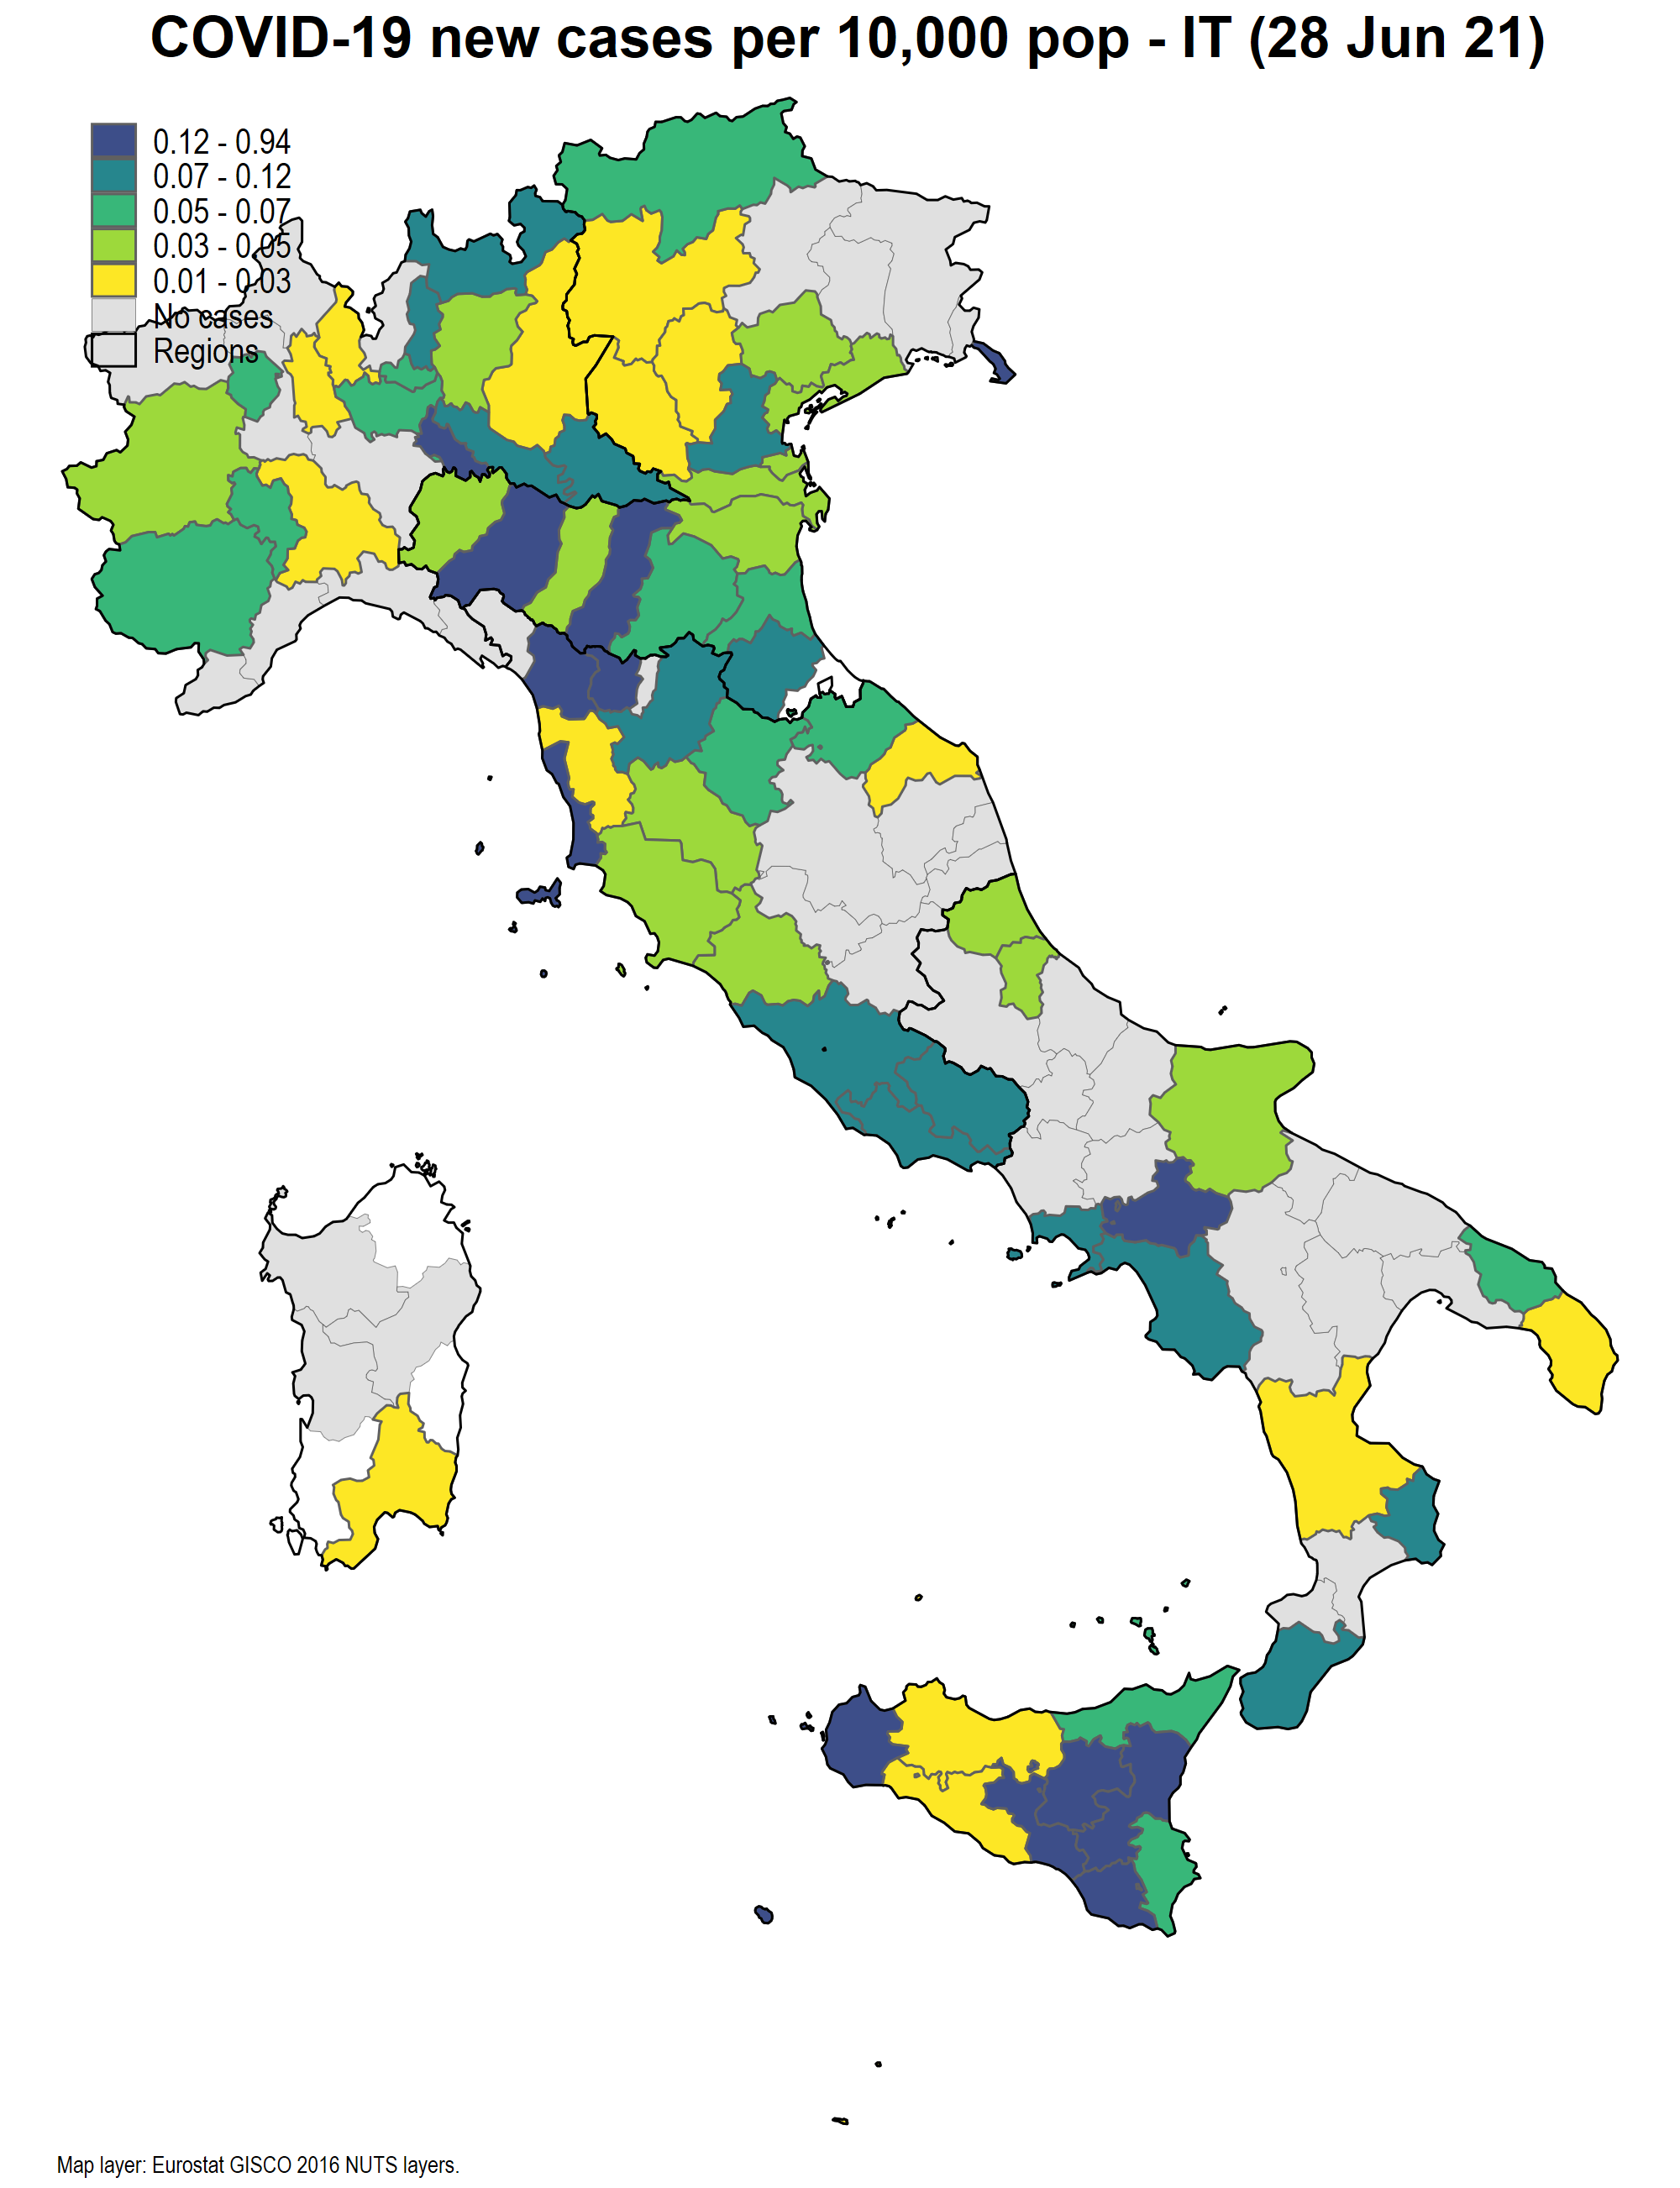 COVID-19 new cases per 10,000 pop - IT (28 Jun 21)
0.12 - 0.94
0.07 - 0.12
0.05 - 0.07
0.03 - 0.05
0.01 - 0.03
No cases
Regions
Map layer: Eurostat GISCO 2016 NUTS layers.